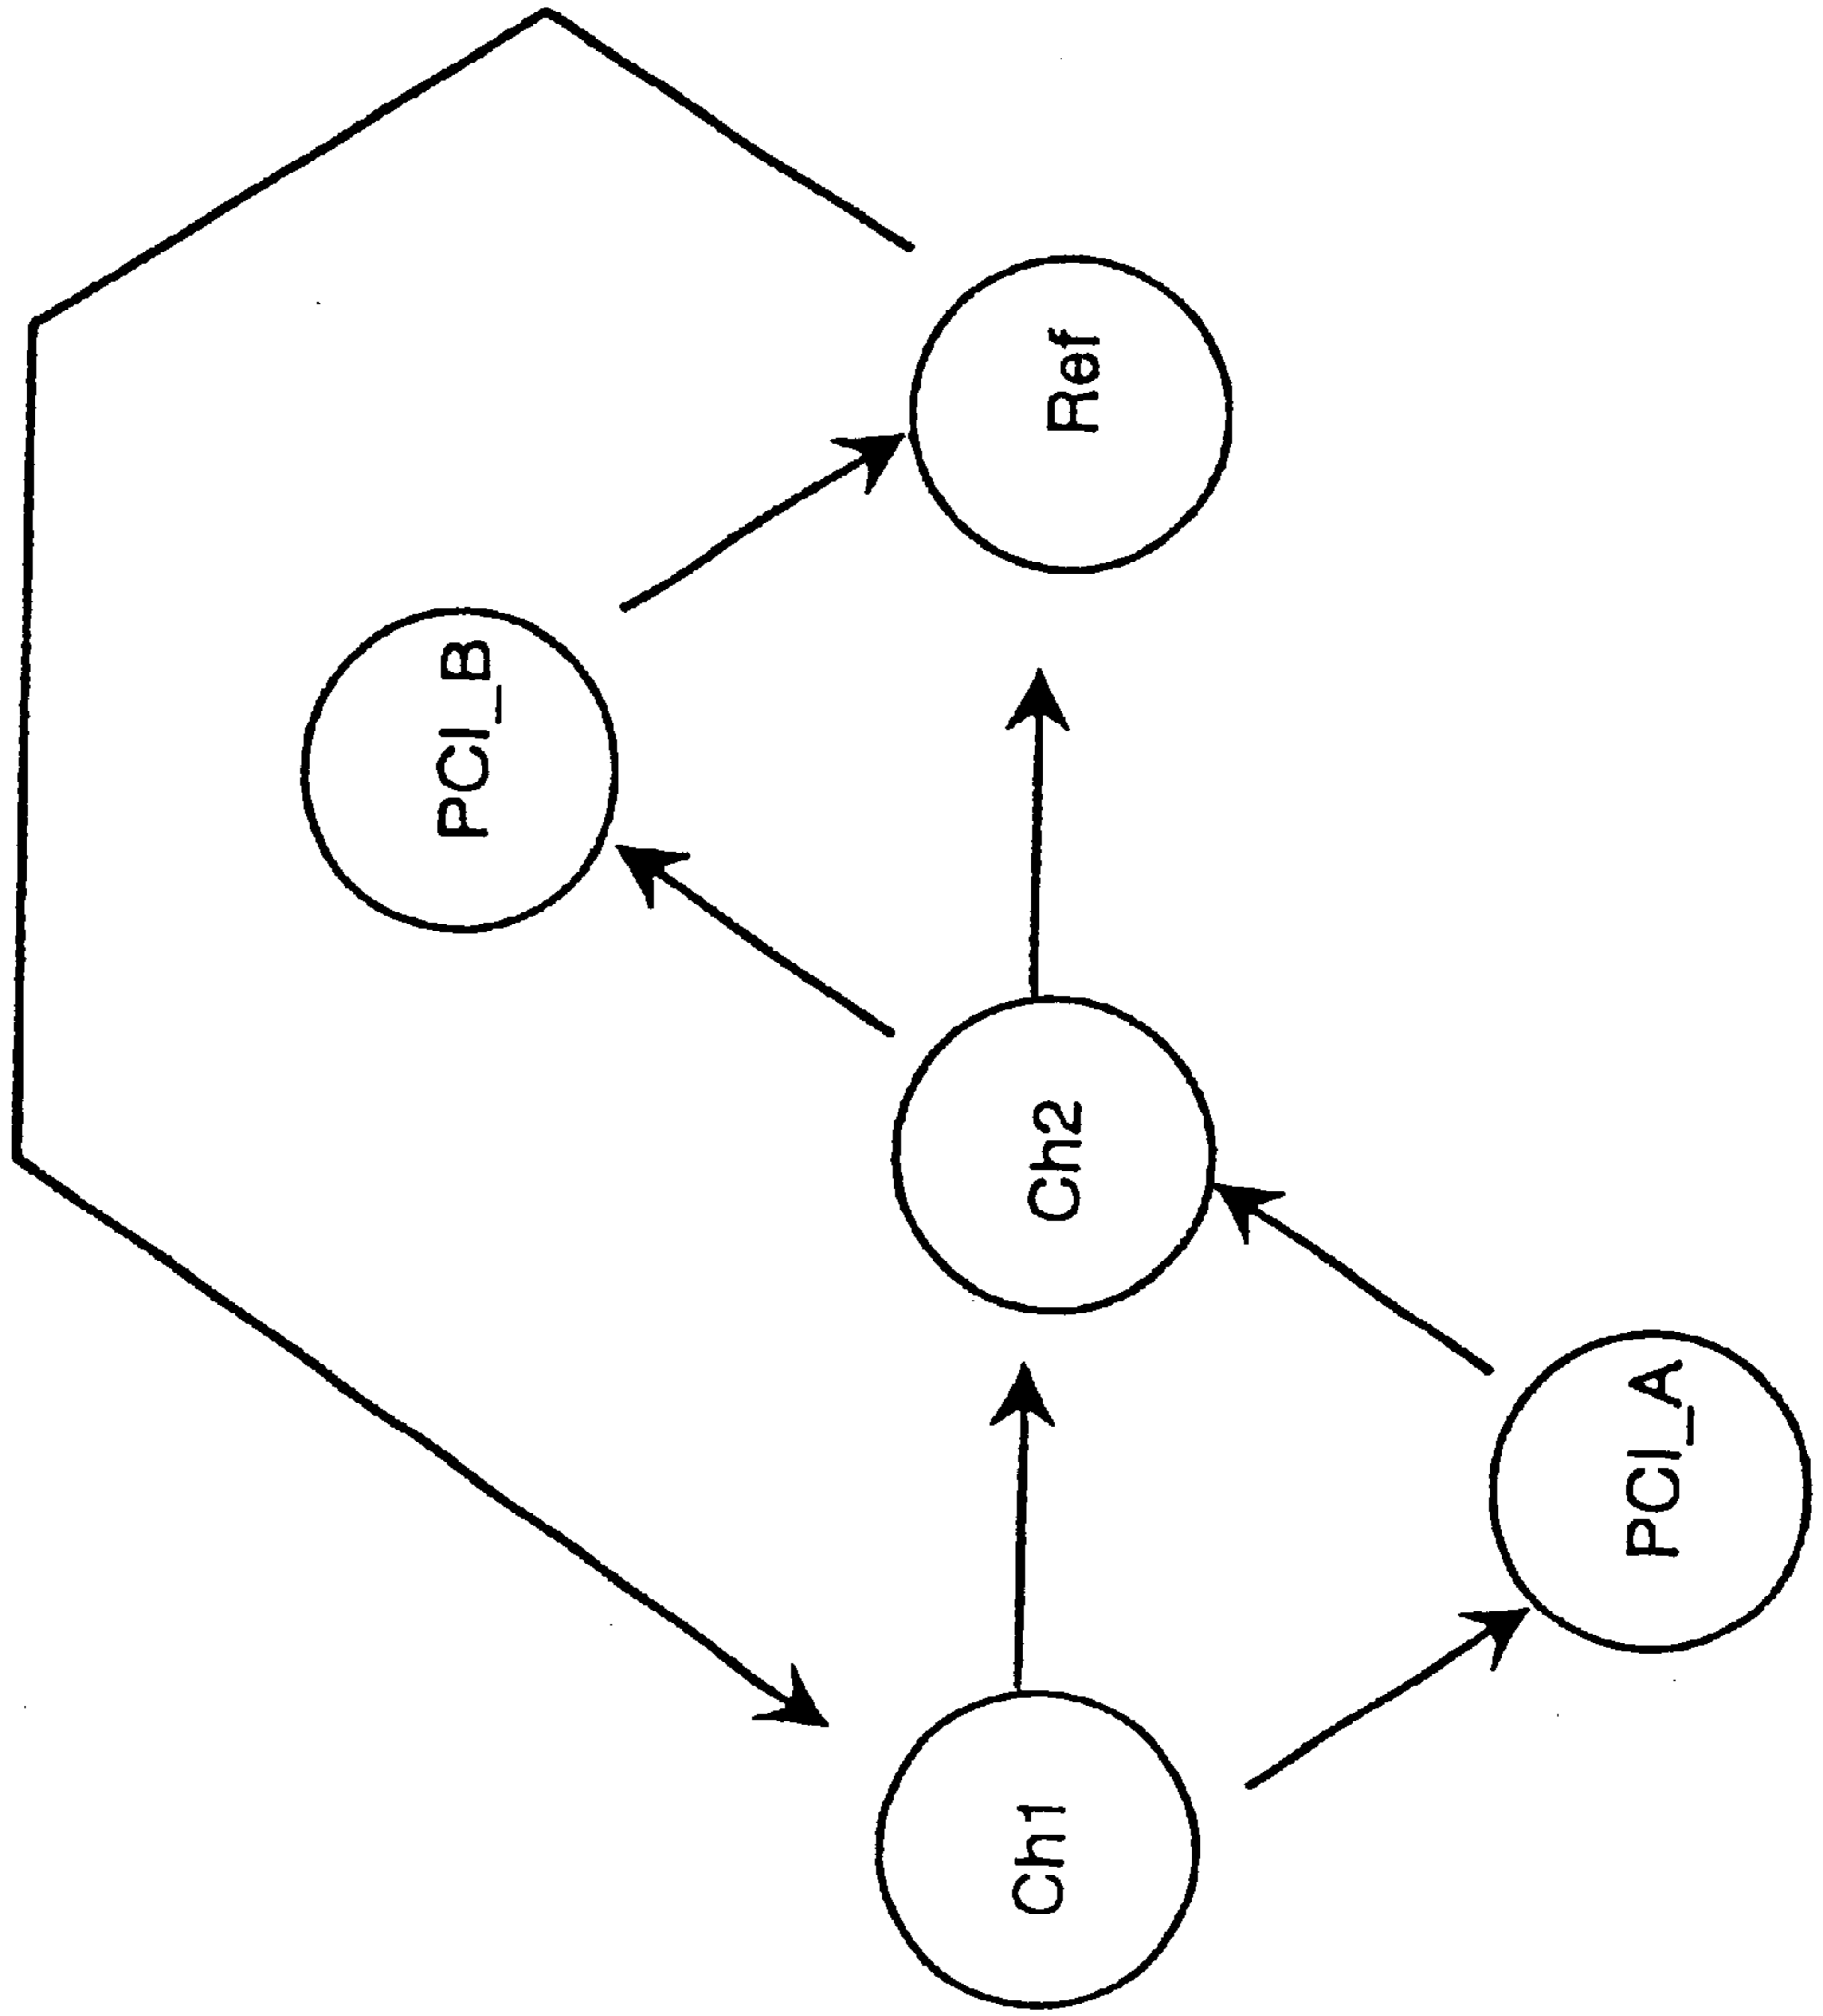 PCI_B
Ref
Ch2
Ch1
PCI_A